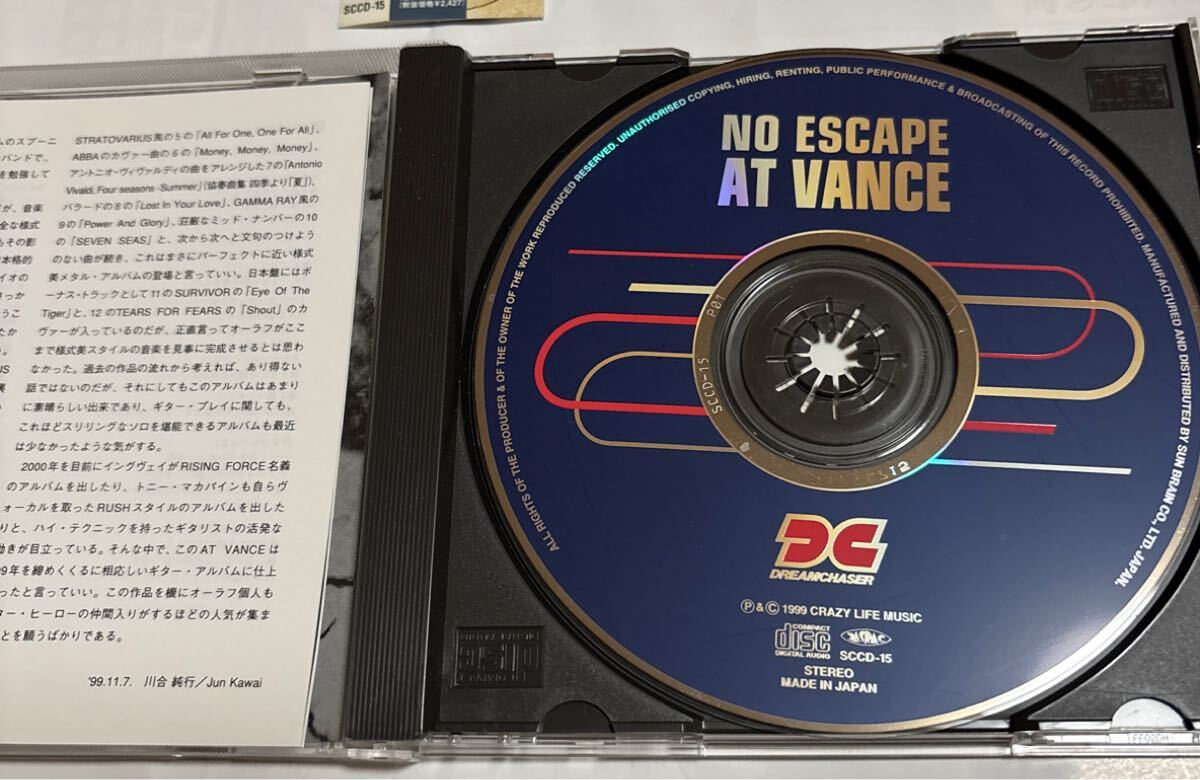 SCCD-15
(税抜価格¥2,427)
ムのスプーニ
バンドで、
を勉強して
が、音楽
全な様式
もその影
本格的
イオの
きっか
うこ
たか
。
US
果
STRATOVARIUS風の5の「All For One, One For All」、
ABBAのカヴァー曲の6の「Money, Money, Money」、
アントニオ・ヴィヴァルディの曲をアレンジした7の「Antonio
Vivaldi, Four seasons-Summer」(協奏曲集 四季より「夏」)、
バラードの8の「Lost In Your Love」、GAMMA RAY風の
9の「Power And Glory」、荘厳なミッド・ナンバーの10
の「SEVEN SEAS」と、次から次へと文句のつけよう
のない曲が続き、これはまさにパーフェクトに近い様式
美メタル・アルバムの登場と言っていい。日本盤にはボ
ーナス・トラックとして11のSURVIVORの「Eye Of The
Tiger」と、12のTEARS FOR FEARSの「Shout」のカ
ヴァーが入っているのだが、正直言ってオーラフがここ
まで様式美スタイルの音楽を見事に完成させるとは思わ
なかった。過去の作品の流れから考えれば、あり得ない
話ではないのだが、それにしてもこのアルバムはあまり
に素晴らしい出来であり、ギター・プレイに関しても、
これほどスリリングなソロを堪能できるアルバムも最近
は少なかったような気がする。
2000年を目前にイングヴェイがRISING FORCE名義
のアルバムを出したり、トニー・マカパインも自らヴ
ォーカルを取ったRUSHスタイルのアルバムを出した
りと、ハイ・テクニックを持ったギタリストの活発な
動きが目立っている。そんな中で、このAT VANCEは
99年を締めくくるに相応しいギター・アルバムに仕上
ったと言っていい。この作品を機にオーラフ個人も
ター・ヒーローの仲間入りがするほどの人気が集ま
とを願うばかりである。
'99.11.7. 川合 純行/Jun Kawai
ALL RIGHTS OF THE PRODUCER & OF THE OWNER OF THE WORK REPRODUCED RESERVED. UNAUTHORISED COPYING, HIRING, RENTING, PUBLIC PERFORMANCE & BROADCASTING OF THIS RECORD PROHIBITED. MANUFACTURED AND DISTRIBUTED BY SUN BRAIN CO., LTD. JAPAN.
NO ESCAPE
AT VANCE
SCCD-15 P01
DREAMCHASER
Ⓟ & Ⓒ 1999 CRAZY LIFE MUSIC
COMPACT
disc
DIGITAL AUDIO
SCCD-15
STEREO
MADE IN JAPAN